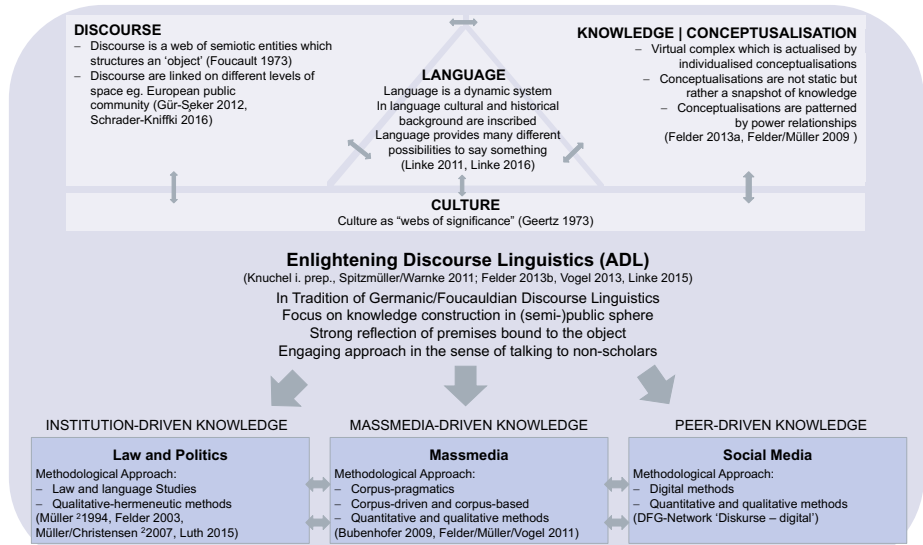 DISCOURSE
– Discourse is a web of semiotic entities which
structures an 'object' (Foucault 1973)
– Discourse are linked on different levels of
space eg. European public
community (Gür-Şeker 2012,
Schrader-Kniffki 2016)
LANGUAGE
Language is a dynamic system
In language cultural and historical
background are inscribed
Language provides many different
possibilities to say something
(Linke 2011, Linke 2016)
KNOWLEDGE | CONCEPTUSALISATION
– Virtual complex which is actualised by
individualised conceptualisations
– Conceptualisations are not static but
rather a snapshot of knowledge
– Conceptualisations are patterned
by power relationships
(Felder 2013a, Felder/Müller 2009 )
CULTURE
Culture as "webs of significance" (Geertz 1973)
Enlightening Discourse Linguistics (ADL)
(Knuchel i. prep., Spitzmüller/Warnke 2011; Felder 2013b, Vogel 2013, Linke 2015)
In Tradition of Germanic/Foucauldian Discourse Linguistics
Focus on knowledge construction in (semi-)public sphere
Strong reflection of premises bound to the object
Engaging approach in the sense of talking to non-scholars
INSTITUTION-DRIVEN KNOWLEDGE
Law and Politics
Methodological Approach:
– Law and language Studies
– Qualitative-hermeneutic methods
(Müller ²1994, Felder 2003,
Müller/Christensen ²2007, Luth 2015)
MASSMEDIA-DRIVEN KNOWLEDGE
Massmedia
Methodological Approach:
– Corpus-pragmatics
– Corpus-driven and corpus-based
– Quantitative and qualitative methods
(Bubenhofer 2009, Felder/Müller/Vogel 2011)
PEER-DRIVEN KNOWLEDGE
Social Media
Methodological Approach:
– Digital methods
– Quantitative and qualitative methods
(DFG-Network 'Diskurse – digital')